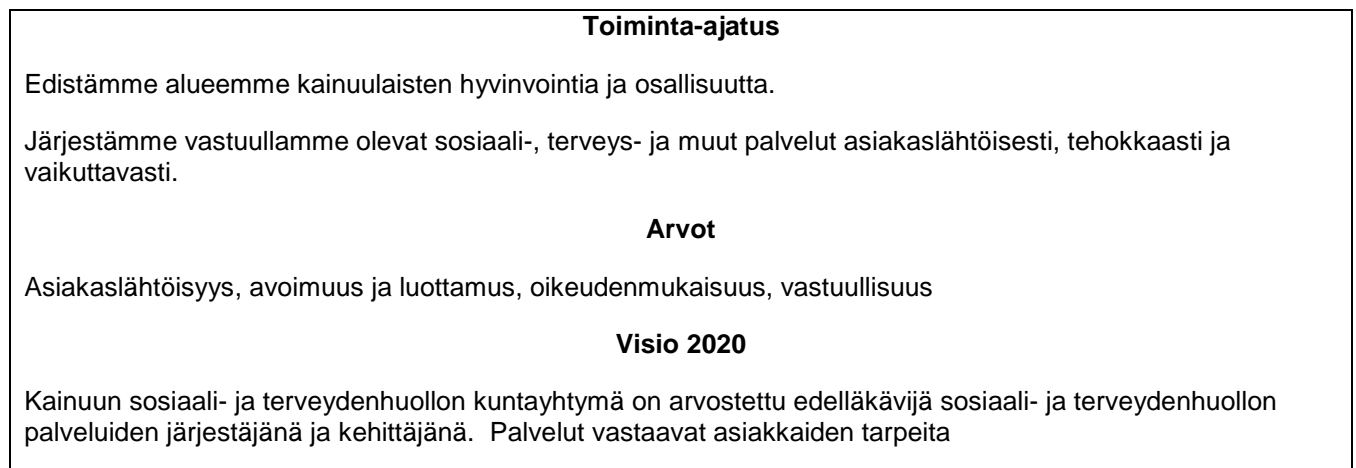 Toiminta-ajatus
Edistämme alueemme kainuulaisten hyvinvointia ja osallisuutta.
Järjestämme vastuullamme olevat sosiaali-, terveys- ja muut palvelut asiakaslähtöisesti, tehokkaasti ja
vaikuttavasti.
Arvot
Asiakaslähtöisyys, avoimuus ja luottamus, oikeudenmukaisuus, vastuullisuus
Visio 2020
Kainuun sosiaali- ja terveydenhuollon kuntayhtymä on arvostettu edelläkävijä sosiaali- ja terveydenhuollon
palveluiden järjestäjänä ja kehittäjänä.  Palvelut vastaavat asiakkaiden tarpeita